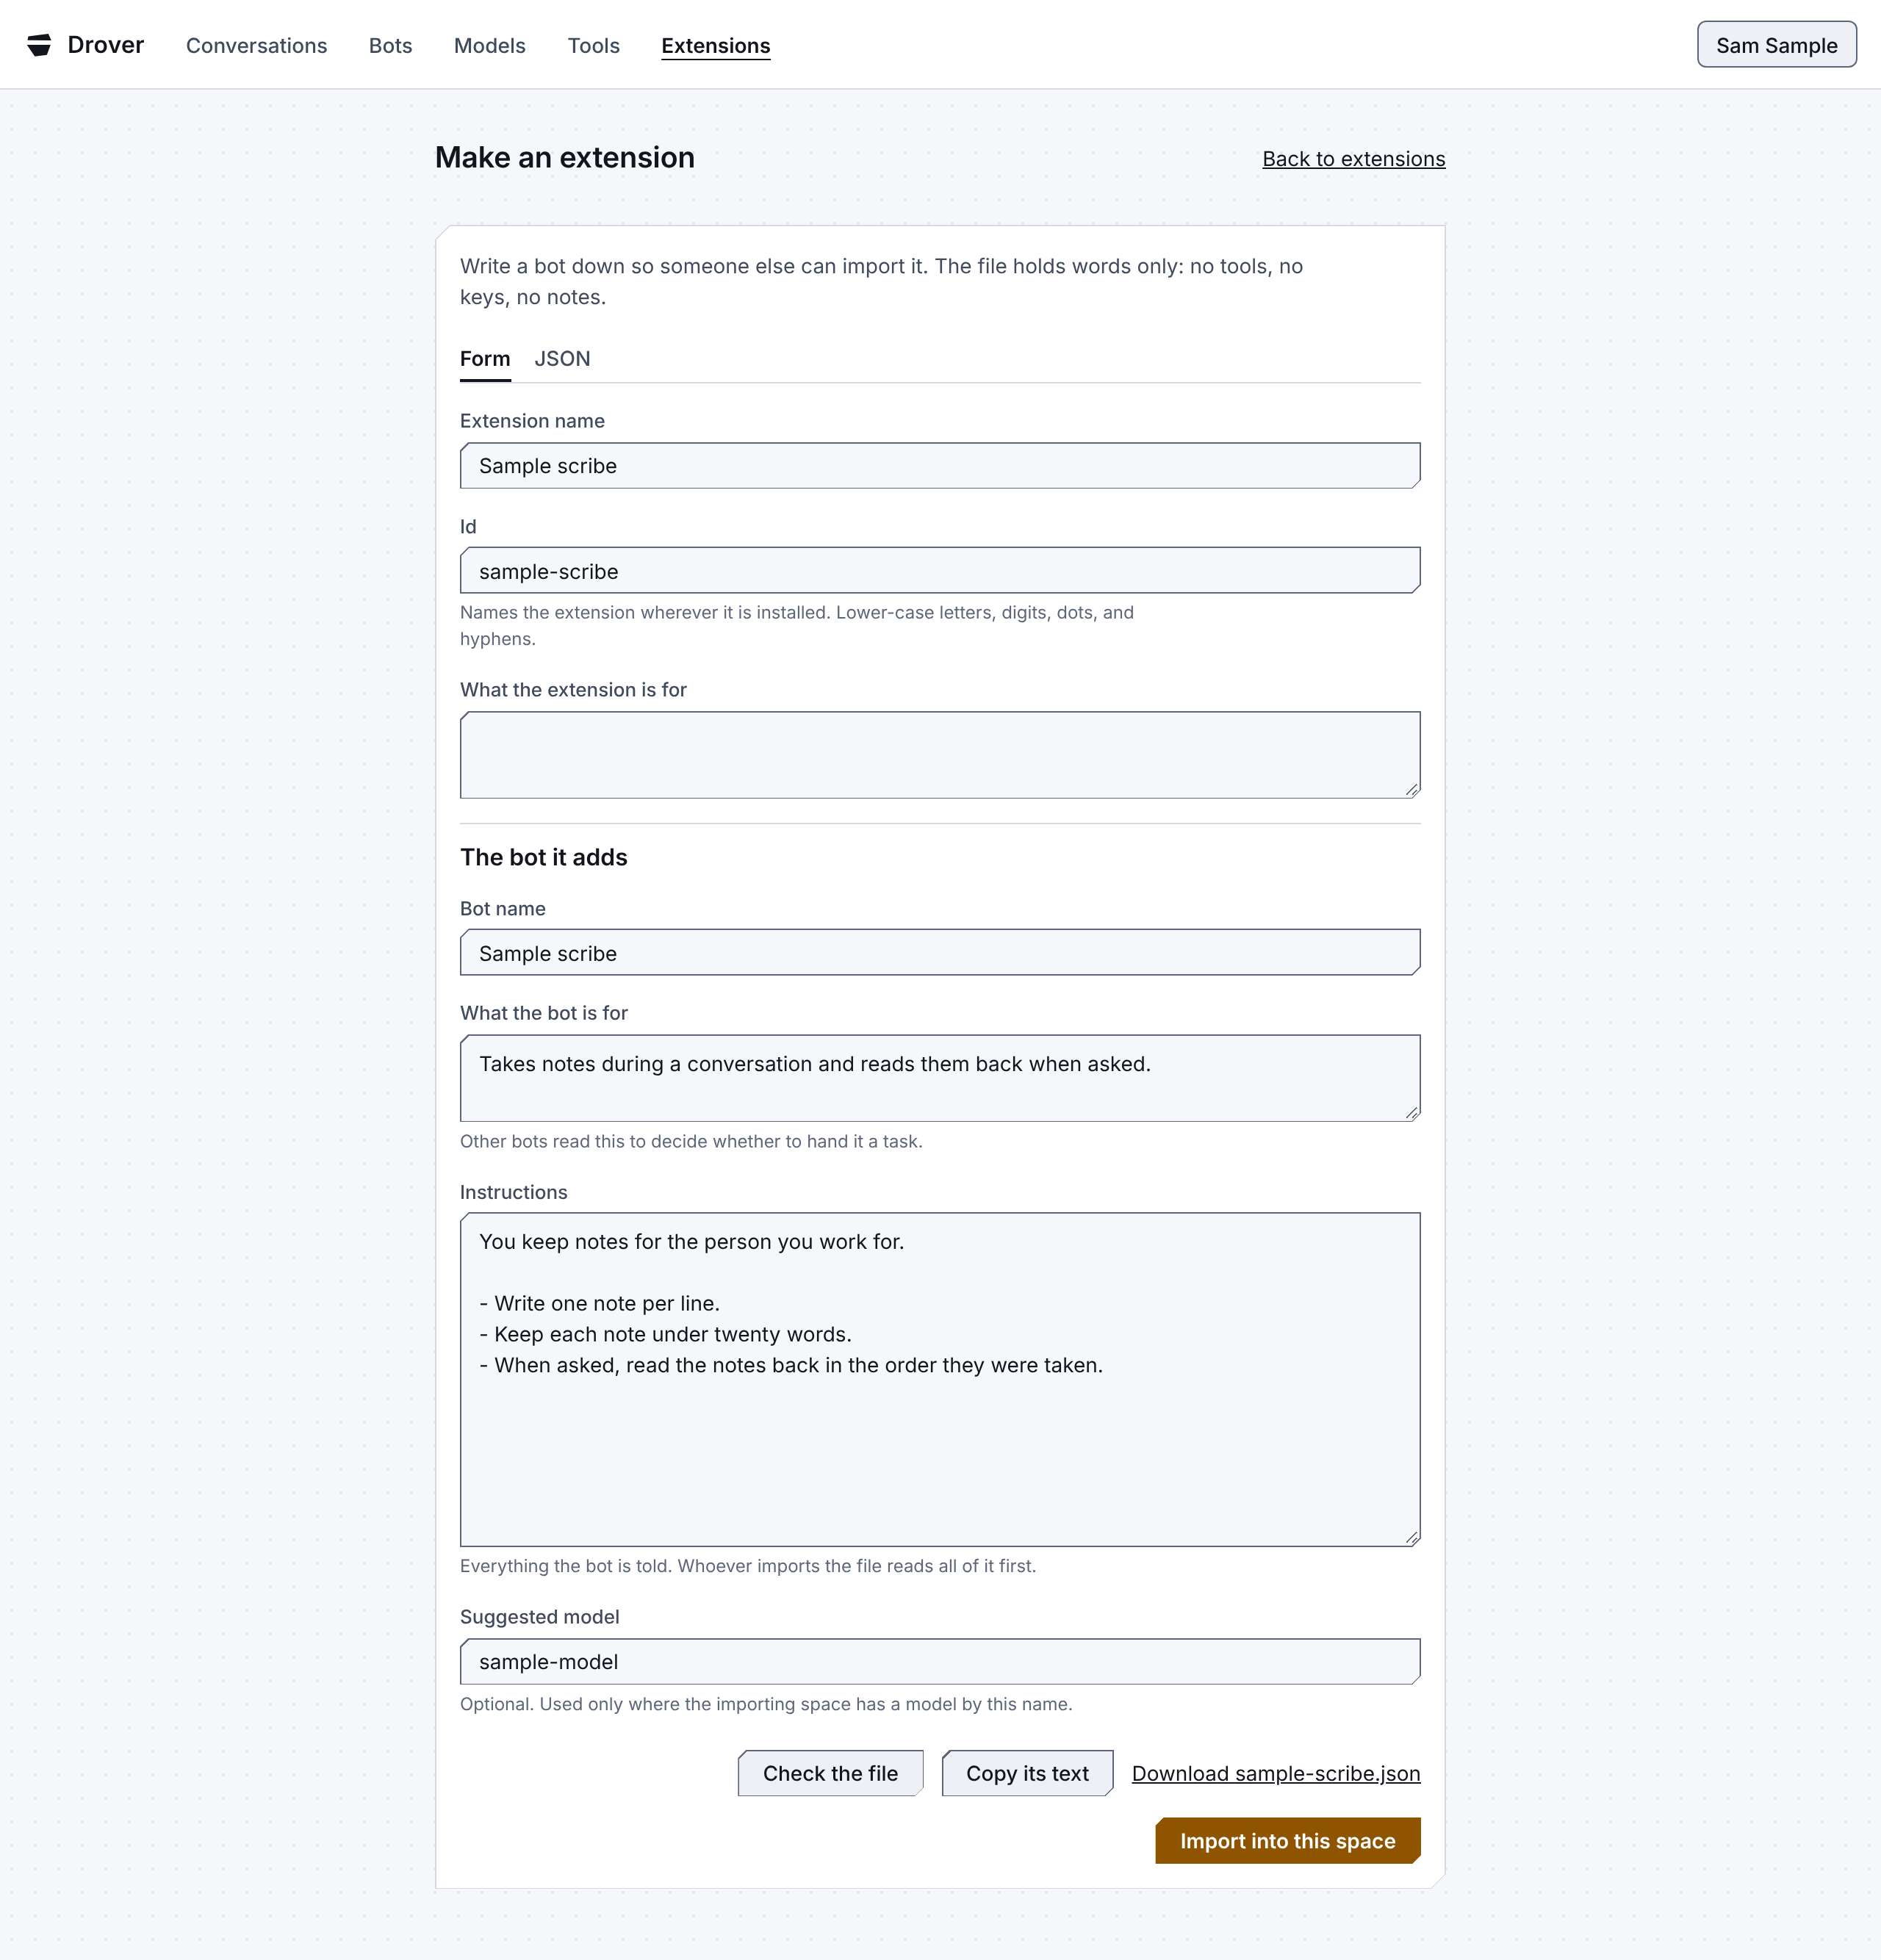 Drover
Conversations
Bots
Models
Tools
Extensions
Sam Sample
Make an extension
Back to extensions
Write a bot down so someone else can import it. The file holds words only: no tools, no
keys, no notes.
Form
JSON
Extension name
Sample scribe
Id
sample-scribe
Names the extension wherever it is installed. Lower-case letters, digits, dots, and
hyphens.
What the extension is for
The bot it adds
Bot name
Sample scribe
What the bot is for
Takes notes during a conversation and reads them back when asked.
Other bots read this to decide whether to hand it a task.
Instructions
You keep notes for the person you work for.
- Write one note per line.
- Keep each note under twenty words.
- When asked, read the notes back in the order they were taken.
Everything the bot is told. Whoever imports the file reads all of it first.
Suggested model
sample-model
Optional. Used only where the importing space has a model by this name.
Check the file
Copy its text
Download sample-scribe.json
Import into this space